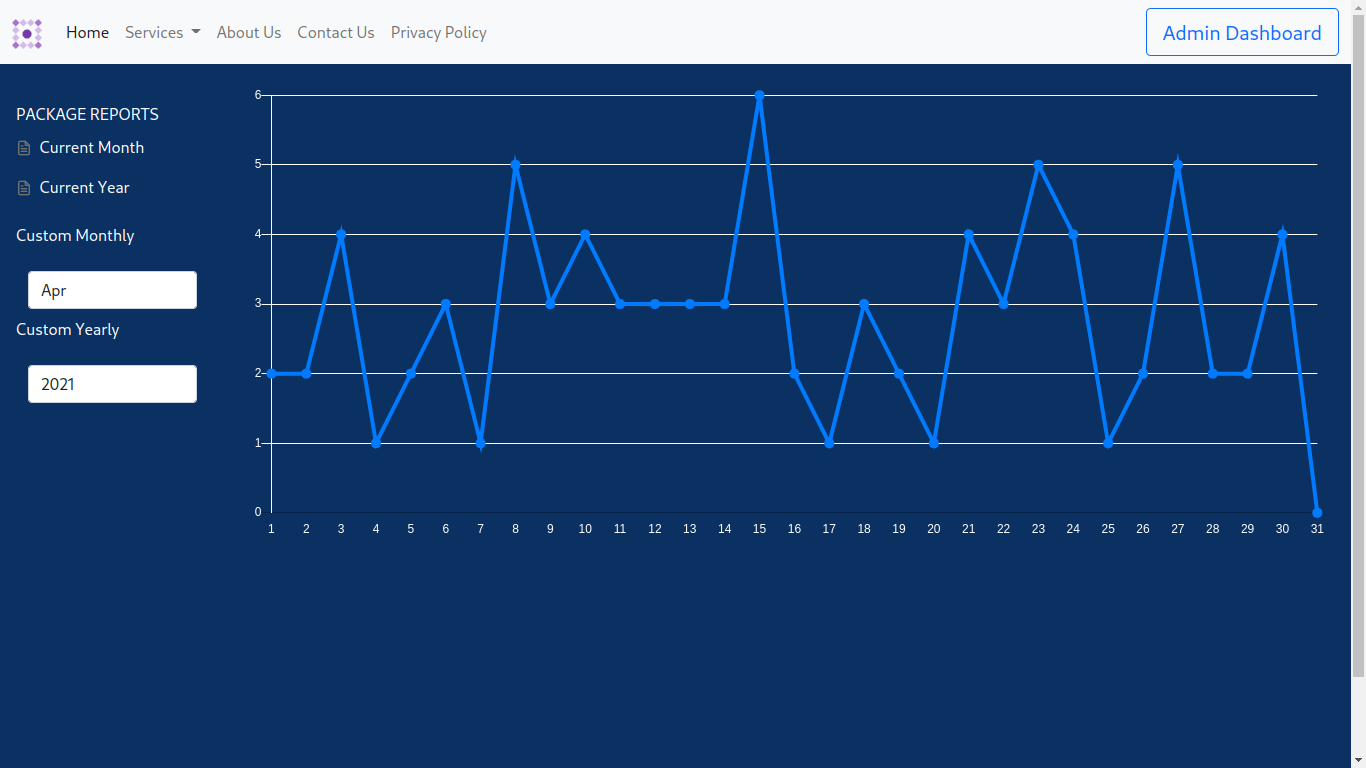 Home Services About Us Contact Us Privacy Policy Admin Dashboard
PACKAGE REPORTS
Current Month
Current Year
Custom Monthly
Apr
Custom Yearly
2021
6
5
4
3
2
1
0
1 2 3 4 5 6 7 8 9 10 11 12 13 14 15 16 17 18 19 20 21 22 23 24 25 26 27 28 29 30 31